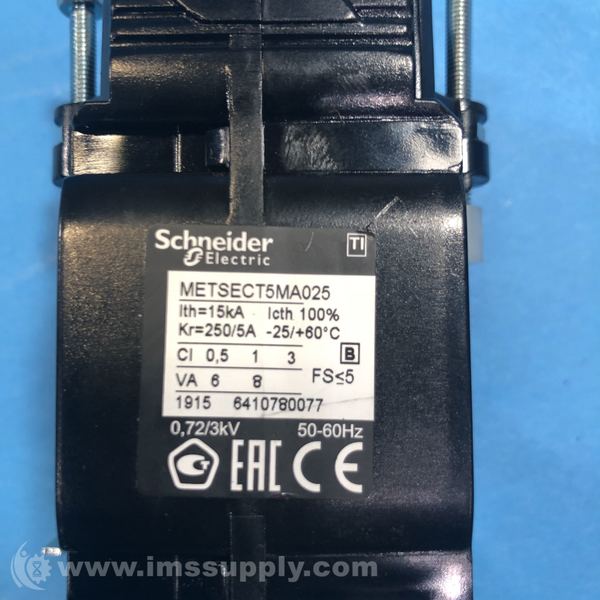 Schneider
Electric
TI
METSECT5MA025
Ith=15kA Icth 100%
Kr=250/5A -25/+60°C
Cl 0,5 1 3 B
VA 6 8 FS≤5
1915 6410780077
0,72/3kV 50-60Hz
EAC CE
© www.imssupply.com